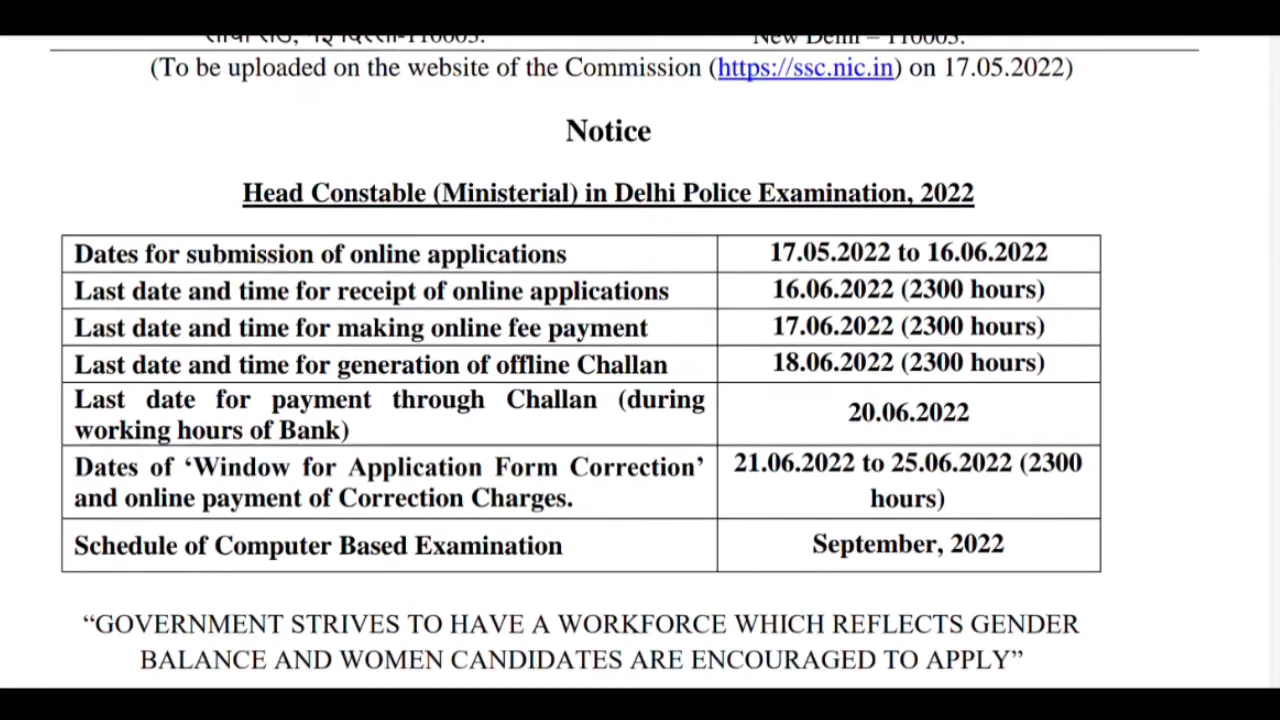 New Delhi – 110003.
(To be uploaded on the website of the Commission (https://ssc.nic.in) on 17.05.2022)
Notice
Head Constable (Ministerial) in Delhi Police Examination, 2022
Dates for submission of online applications 17.05.2022 to 16.06.2022
Last date and time for receipt of online applications 16.06.2022 (2300 hours)
Last date and time for making online fee payment 17.06.2022 (2300 hours)
Last date and time for generation of offline Challan 18.06.2022 (2300 hours)
Last date for payment through Challan (during
working hours of Bank)
20.06.2022
Dates of ‘Window for Application Form Correction’
and online payment of Correction Charges.
21.06.2022 to 25.06.2022 (2300
hours)
Schedule of Computer Based Examination September, 2022
“GOVERNMENT STRIVES TO HAVE A WORKFORCE WHICH REFLECTS GENDER
BALANCE AND WOMEN CANDIDATES ARE ENCOURAGED TO APPLY”